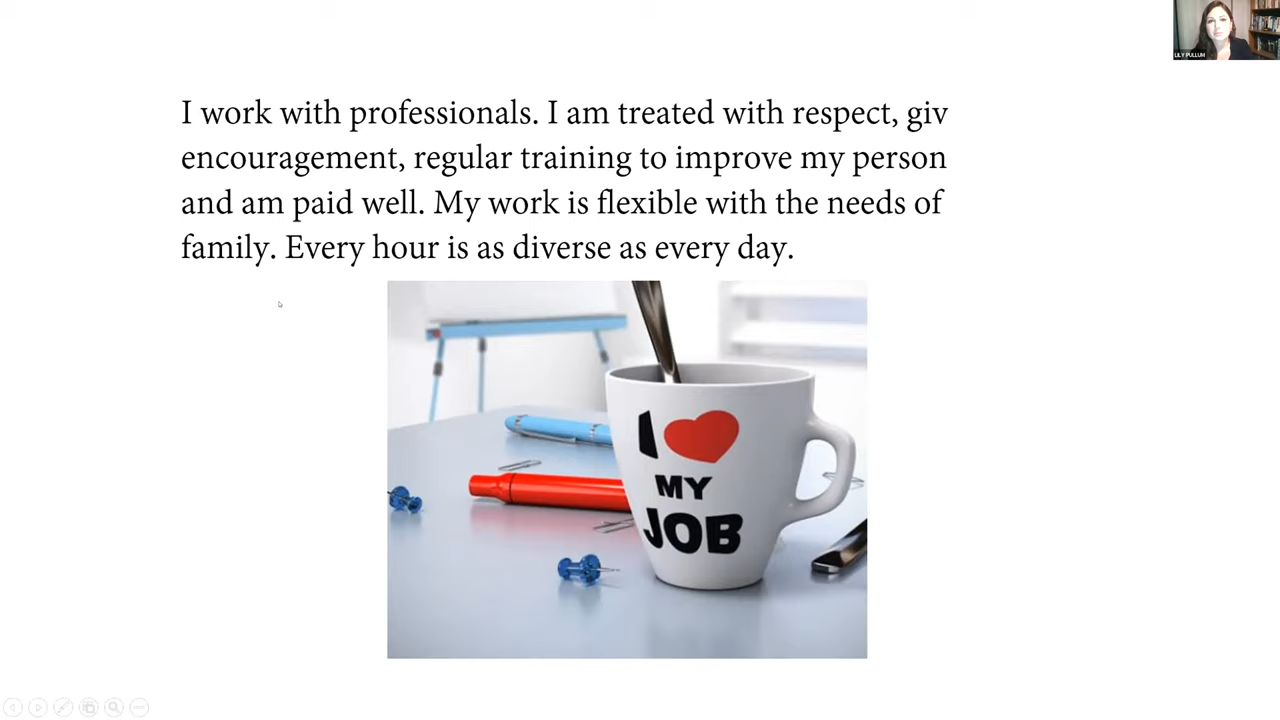 LILY PULLUM
I work with professionals. I am treated with respect, giv
encouragement, regular training to improve my person
and am paid well. My work is flexible with the needs of
family. Every hour is as diverse as every day.
I
MY
JOB